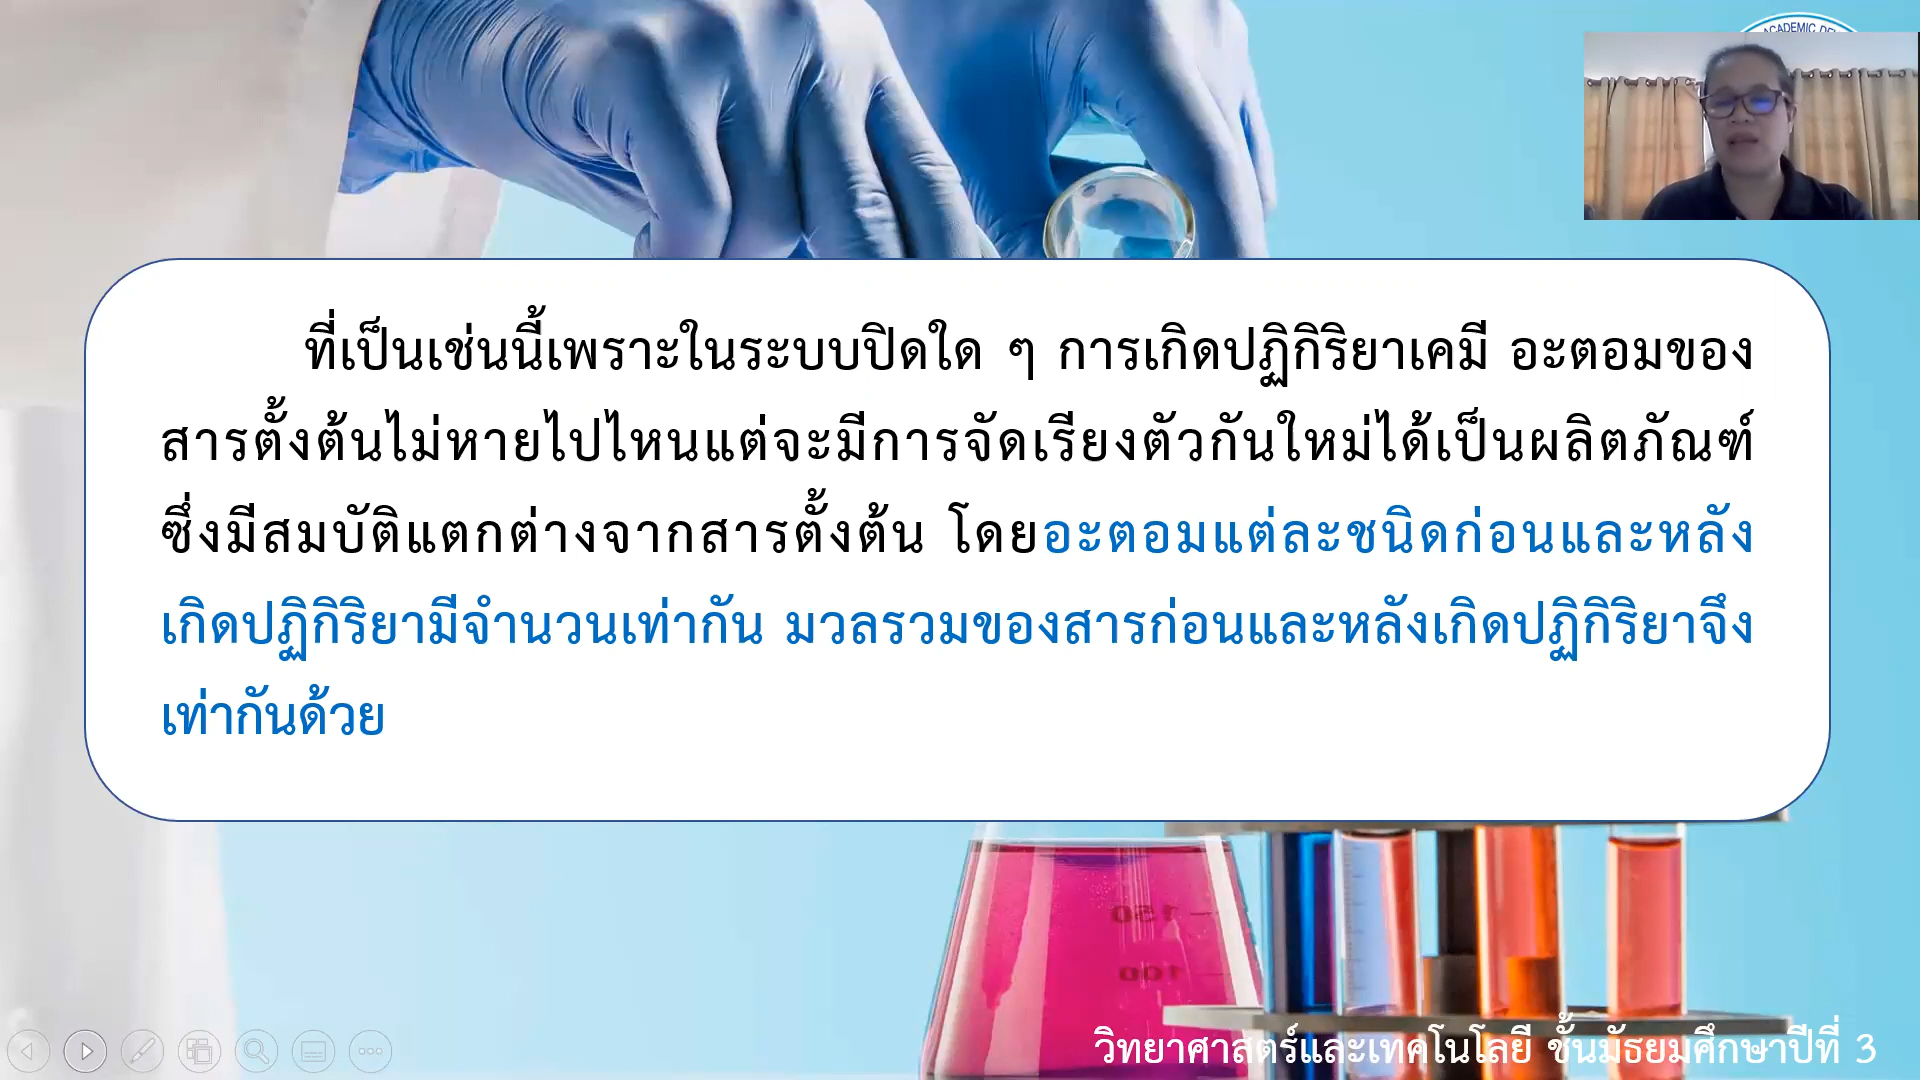 ACADEMIC
ที่เป็นเช่นนี้เพราะในระบบปิดใด ๆ การเกิดปฏิกิริยาเคมี อะตอมของ
สารตั้งต้นไม่หายไปไหนแต่จะมีการจัดเรียงตัวกันใหม่ได้เป็นผลิตภัณฑ์
ซึ่งมีสมบัติแตกต่างจากสารตั้งต้น โดยอะตอมแต่ละชนิดก่อนและหลัง
เกิดปฏิกิริยามีจำนวนเท่ากัน มวลรวมของสารก่อนและหลังเกิดปฏิกิริยาจึง
เท่ากันด้วย
150
100
วิทยาศาสตร์และเทคโนโลยี ชั้นมัธยมศึกษาปีที่ 3